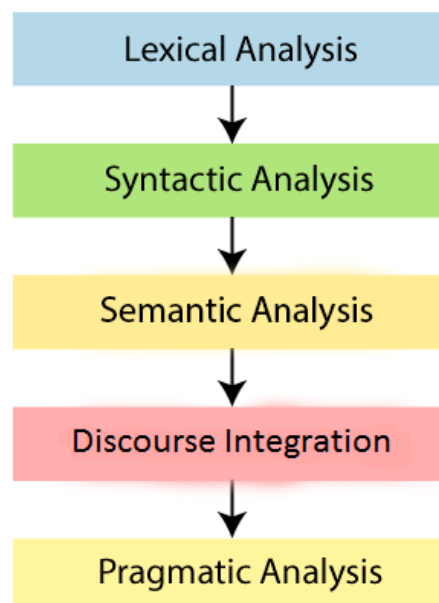 Lexical Analysis
Syntactic Analysis
Semantic Analysis
Discourse Integration
Pragmatic Analysis